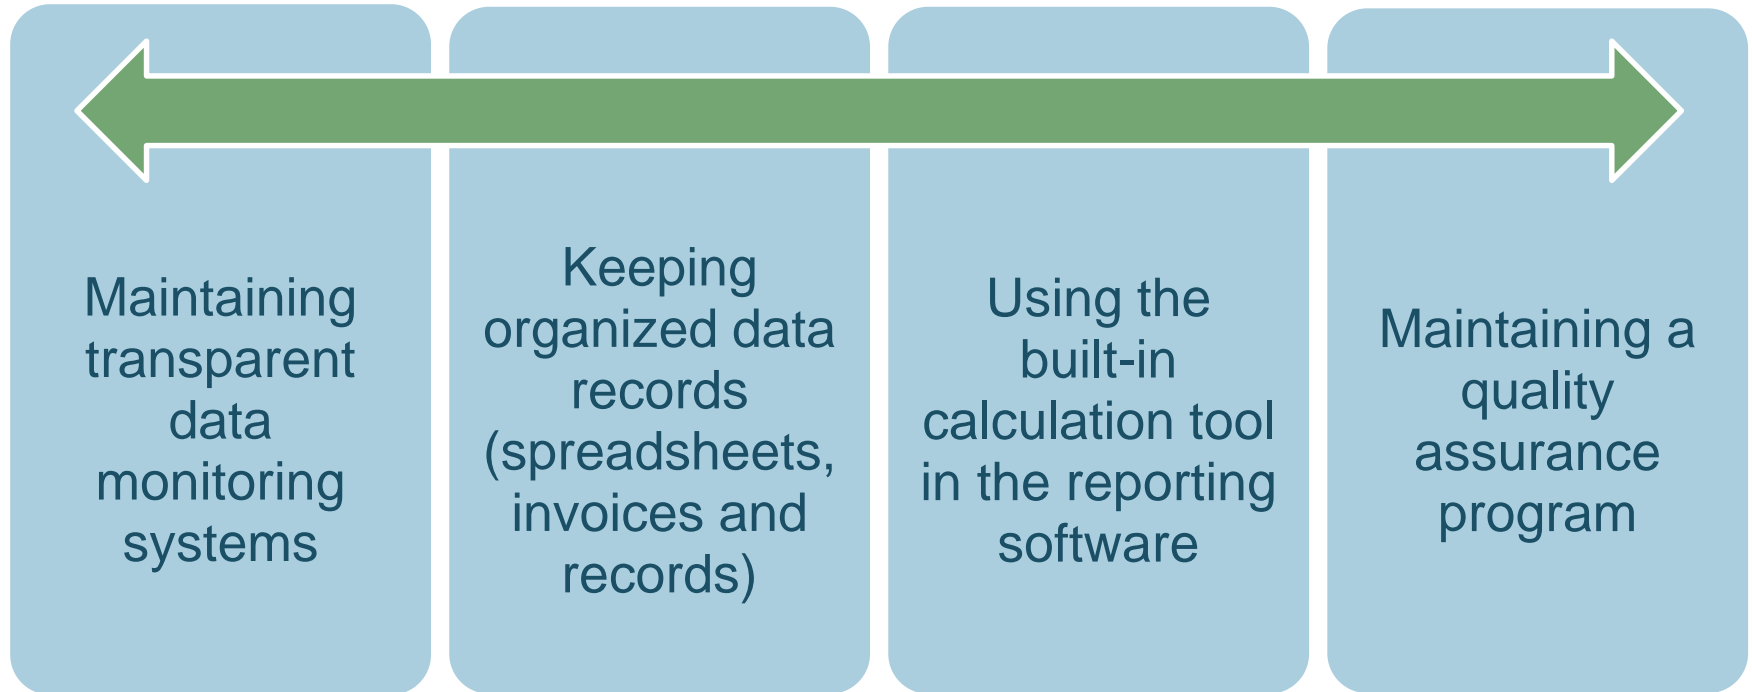 Maintaining
transparent
data
monitoring
systems
Keeping
organized data
records
(spreadsheets,
invoices and
records)
Using the
built-in
calculation tool
in the reporting
software
Maintaining a
quality
assurance
program